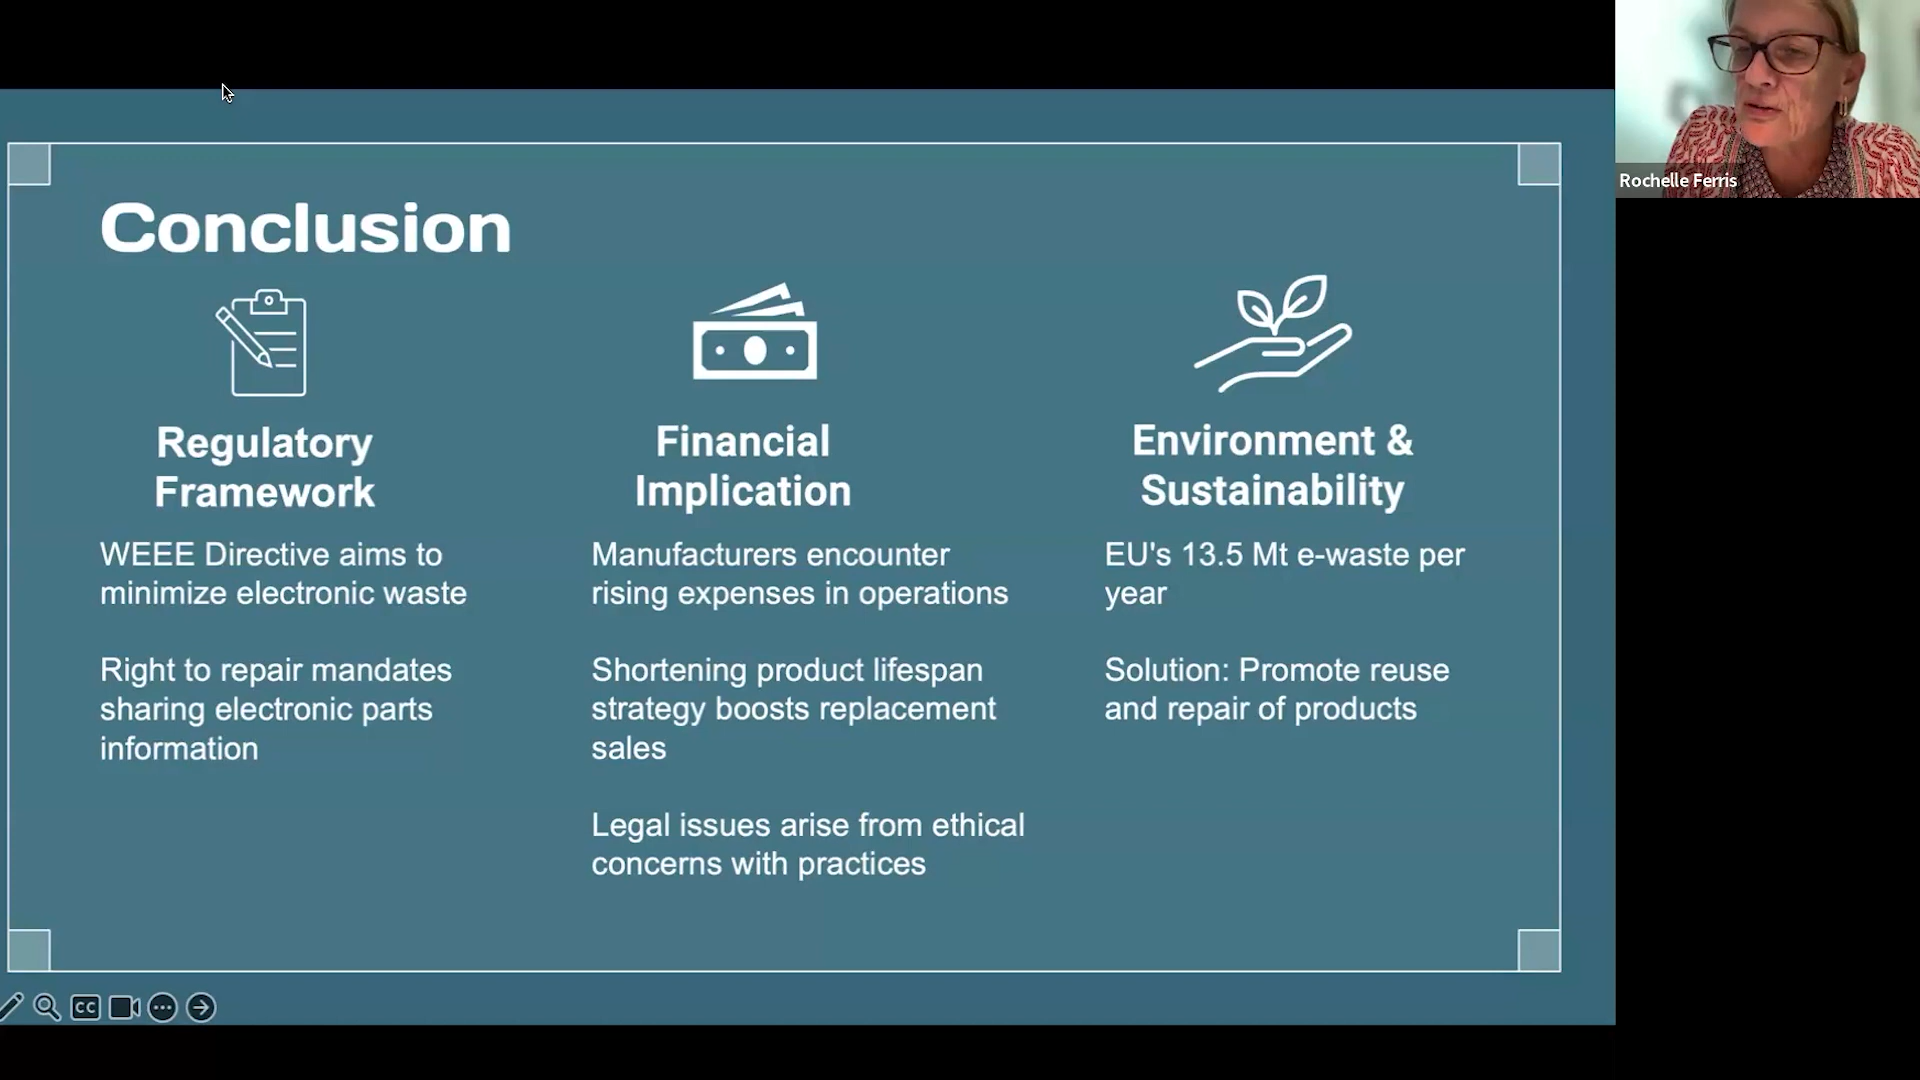 Conclusion
Regulatory
Framework
WEEE Directive aims to
minimize electronic waste
Right to repair mandates
sharing electronic parts
information
Financial
Implication
Manufacturers encounter
rising expenses in operations
Shortening product lifespan
strategy boosts replacement
sales
Legal issues arise from ethical
concerns with practices
Environment &
Sustainability
EU's 13.5 Mt e-waste per
year
Solution: Promote reuse
and repair of products
Rochelle Ferris
CC